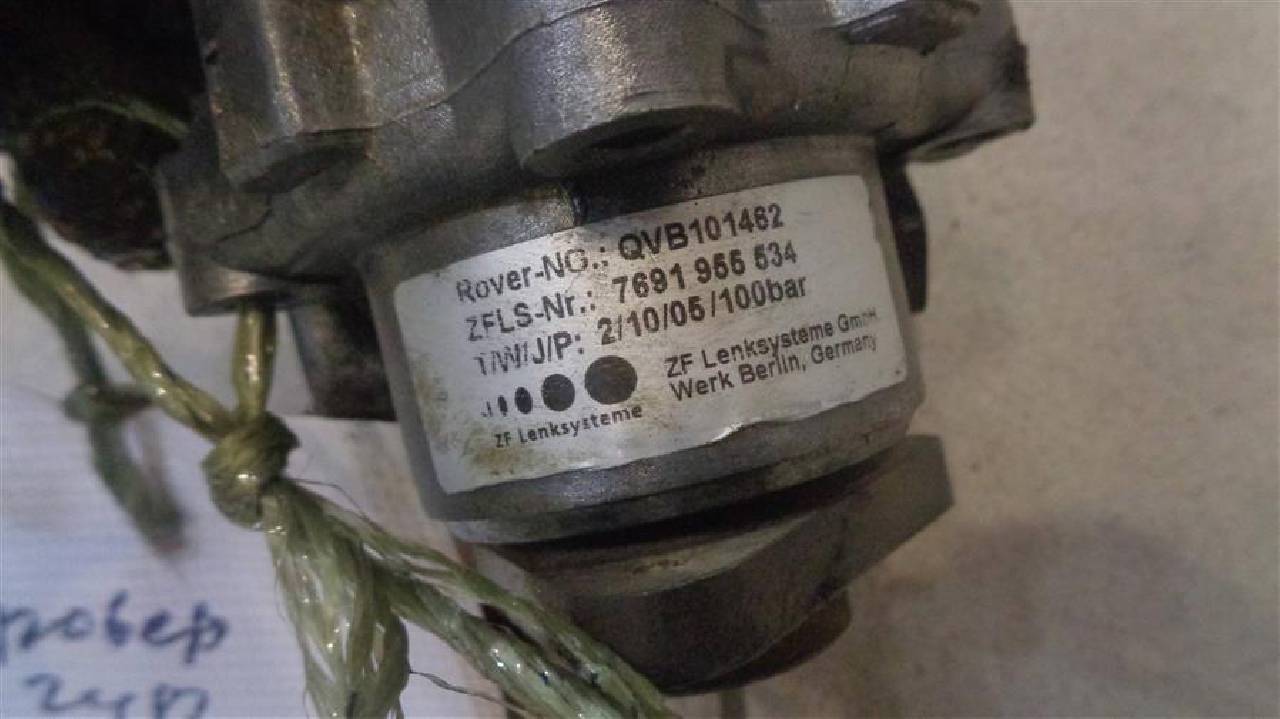 Rover-NO.: QVB101462
ZFLS-Nr.: 7691 955 534
T/W/J/P: 2/10/05/100bar
ZF Lenksysteme GmbH
Werk Berlin, Germany
ZF Lenksysteme
ровер
гур